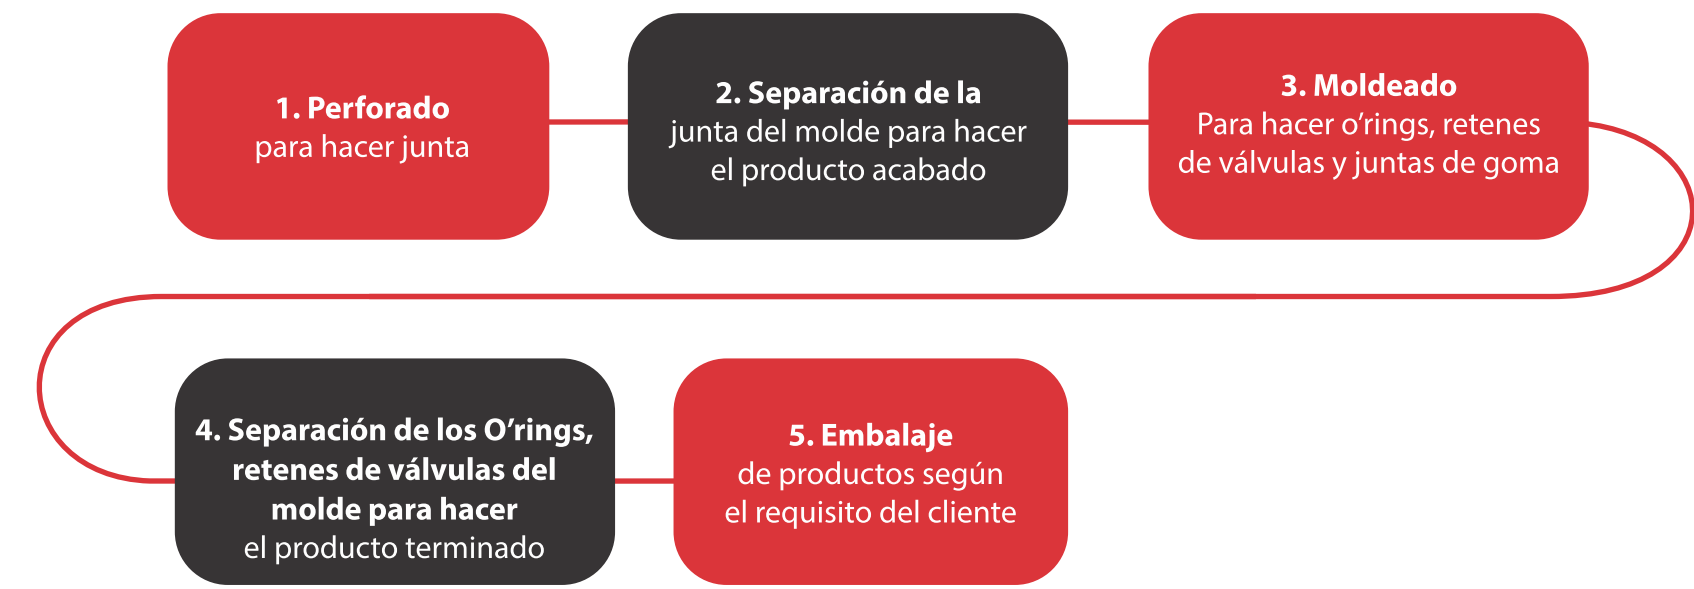 1. Perforado
para hacer junta
2. Separación de la
junta del molde para hacer
el producto acabado
3. Moldeado
Para hacer o’rings, retenes
de válvulas y juntas de goma
4. Separación de los O’rings,
retenes de válvulas del
molde para hacer
el producto terminado
5. Embalaje
de productos según
el requisito del cliente